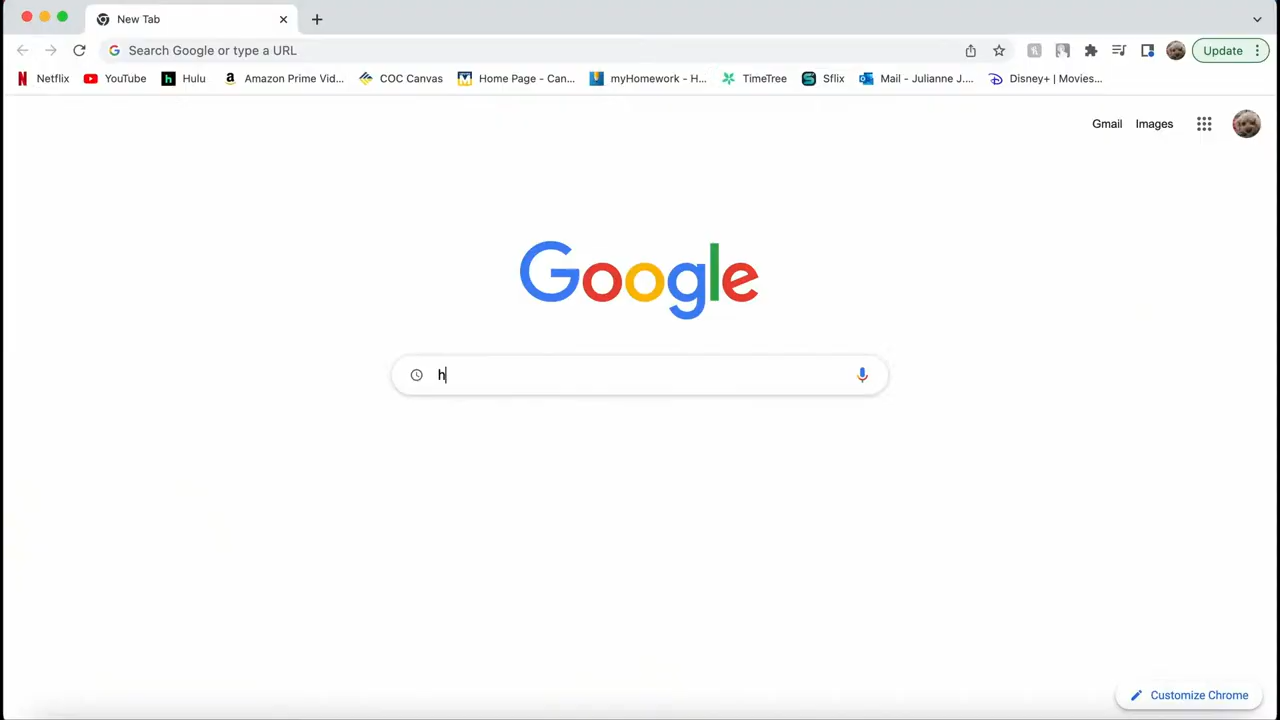 New Tab
Search Google or type a URL
Update
Netflix YouTube Hulu Amazon Prime Vid... COC Canvas Home Page - Can... myHomework - H... TimeTree Sflix Mail - Julianne J.... Disney+ | Movies...
Gmail Images
Google
h
Customize Chrome